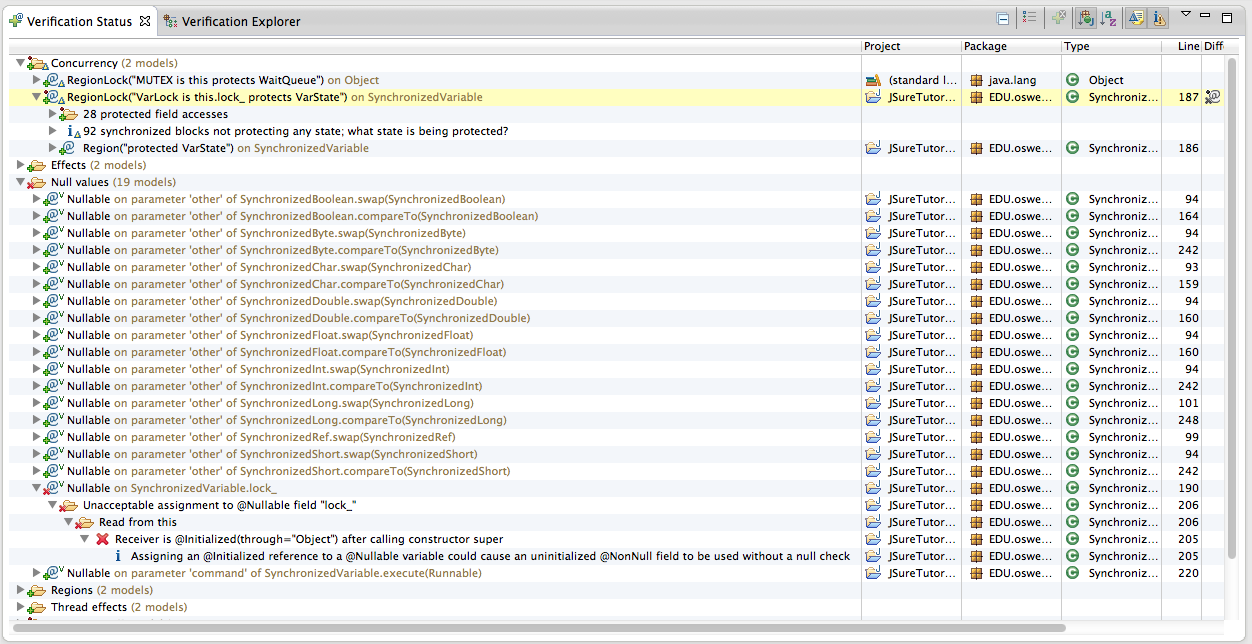 Verification Status Verification Explorer
Project Package Type Line Diff
Concurrency (2 models)
RegionLock("MUTEX is this protects WaitQueue") on Object (standard l... java.lang Object
RegionLock("VarLock is this.lock_ protects VarState") on SynchronizedVariable JSureTutor... EDU.oswe... Synchroniz... 187
28 protected field accesses
92 synchronized blocks not protecting any state; what state is being protected?
Region("protected VarState") on SynchronizedVariable JSureTutor... EDU.oswe... Synchroniz... 186
Effects (2 models)
Null values (19 models)
Nullable on parameter 'other' of SynchronizedBoolean.swap(SynchronizedBoolean) JSureTutor... EDU.oswe... Synchroniz... 94
Nullable on parameter 'other' of SynchronizedBoolean.compareTo(SynchronizedBoolean) JSureTutor... EDU.oswe... Synchroniz... 164
Nullable on parameter 'other' of SynchronizedByte.swap(SynchronizedByte) JSureTutor... EDU.oswe... Synchroniz... 94
Nullable on parameter 'other' of SynchronizedByte.compareTo(SynchronizedByte) JSureTutor... EDU.oswe... Synchroniz... 242
Nullable on parameter 'other' of SynchronizedChar.swap(SynchronizedChar) JSureTutor... EDU.oswe... Synchroniz... 93
Nullable on parameter 'other' of SynchronizedChar.compareTo(SynchronizedChar) JSureTutor... EDU.oswe... Synchroniz... 159
Nullable on parameter 'other' of SynchronizedDouble.swap(SynchronizedDouble) JSureTutor... EDU.oswe... Synchroniz... 94
Nullable on parameter 'other' of SynchronizedDouble.compareTo(SynchronizedDouble) JSureTutor... EDU.oswe... Synchroniz... 160
Nullable on parameter 'other' of SynchronizedFloat.swap(SynchronizedFloat) JSureTutor... EDU.oswe... Synchroniz... 94
Nullable on parameter 'other' of SynchronizedFloat.compareTo(SynchronizedFloat) JSureTutor... EDU.oswe... Synchroniz... 160
Nullable on parameter 'other' of SynchronizedInt.swap(SynchronizedInt) JSureTutor... EDU.oswe... Synchroniz... 94
Nullable on parameter 'other' of SynchronizedInt.compareTo(SynchronizedInt) JSureTutor... EDU.oswe... Synchroniz... 242
Nullable on parameter 'other' of SynchronizedLong.swap(SynchronizedLong) JSureTutor... EDU.oswe... Synchroniz... 101
Nullable on parameter 'other' of SynchronizedLong.compareTo(SynchronizedLong) JSureTutor... EDU.oswe... Synchroniz... 248
Nullable on parameter 'other' of SynchronizedRef.swap(SynchronizedRef) JSureTutor... EDU.oswe... Synchroniz... 99
Nullable on parameter 'other' of SynchronizedShort.swap(SynchronizedShort) JSureTutor... EDU.oswe... Synchroniz... 94
Nullable on parameter 'other' of SynchronizedShort.compareTo(SynchronizedShort) JSureTutor... EDU.oswe... Synchroniz... 242
Nullable on SynchronizedVariable.lock_ JSureTutor... EDU.oswe... Synchroniz... 190
Unacceptable assignment to @Nullable field "lock_" JSureTutor... EDU.oswe... Synchroniz... 206
Read from this JSureTutor... EDU.oswe... Synchroniz... 206
Receiver is @Initialized(through="Object") after calling constructor super JSureTutor... EDU.oswe... Synchroniz... 205
Assigning an @Initialized reference to a @Nullable variable could cause an uninitialized @NonNull field to be used without a null check JSureTutor... EDU.oswe... Synchroniz... 205
Nullable on parameter 'command' of SynchronizedVariable.execute(Runnable) JSureTutor... EDU.oswe... Synchroniz... 220
Regions (2 models)
Thread effects (2 models)